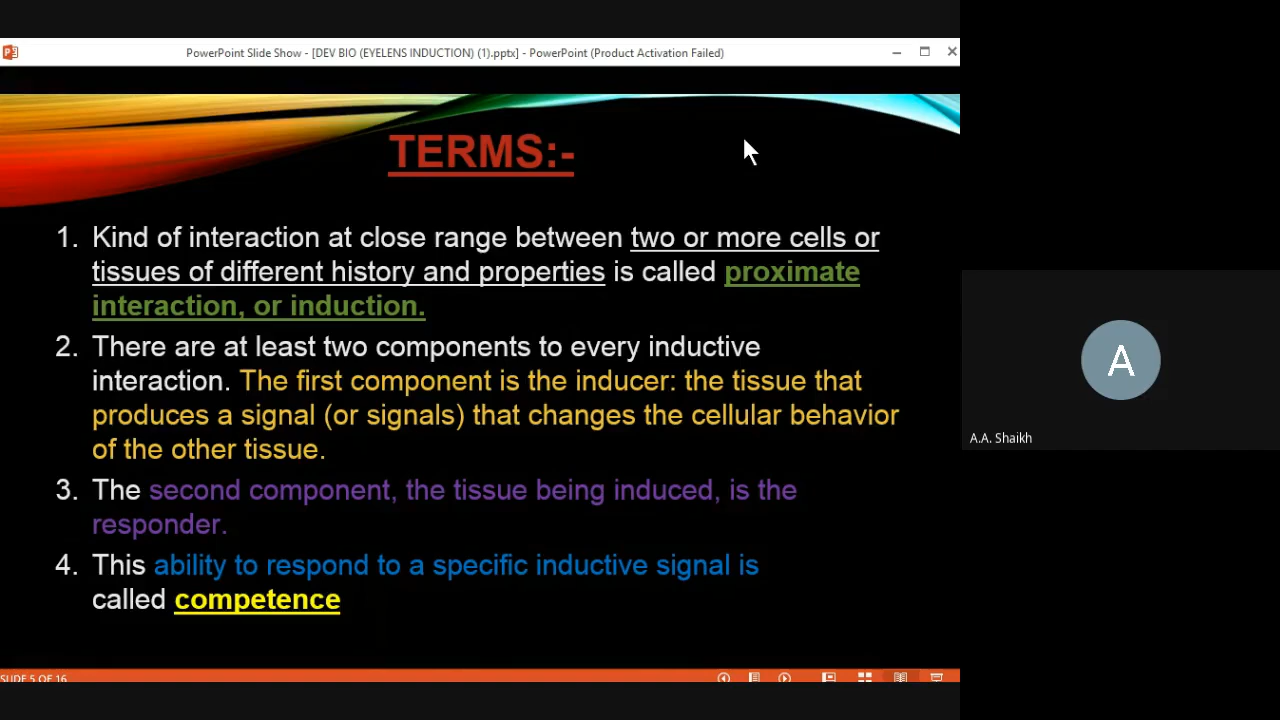 PowerPoint Slide Show - [DEV BIO (EYELENS INDUCTION) (1).pptx] - PowerPoint (Product Activation Failed)
TERMS:-
1. Kind of interaction at close range between two or more cells or
tissues of different history and properties is called proximate
interaction, or induction.
2. There are at least two components to every inductive
interaction. The first component is the inducer: the tissue that
produces a signal (or signals) that changes the cellular behavior
of the other tissue.
3. The second component, the tissue being induced, is the
responder.
4. This ability to respond to a specific inductive signal is
called competence
A
A.A. Shaikh
SLIDE 5 OF 16